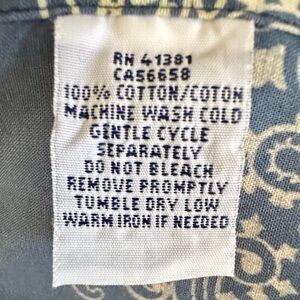 RN 41381
CA56658
100% COTTON/COTON
MACHINE WASH COLD
GENTLE CYCLE
SEPARATELY
DO NOT BLEACH
REMOVE PROMPTLY
TUMBLE DRY LOW
WARM IRON IF NEEDED